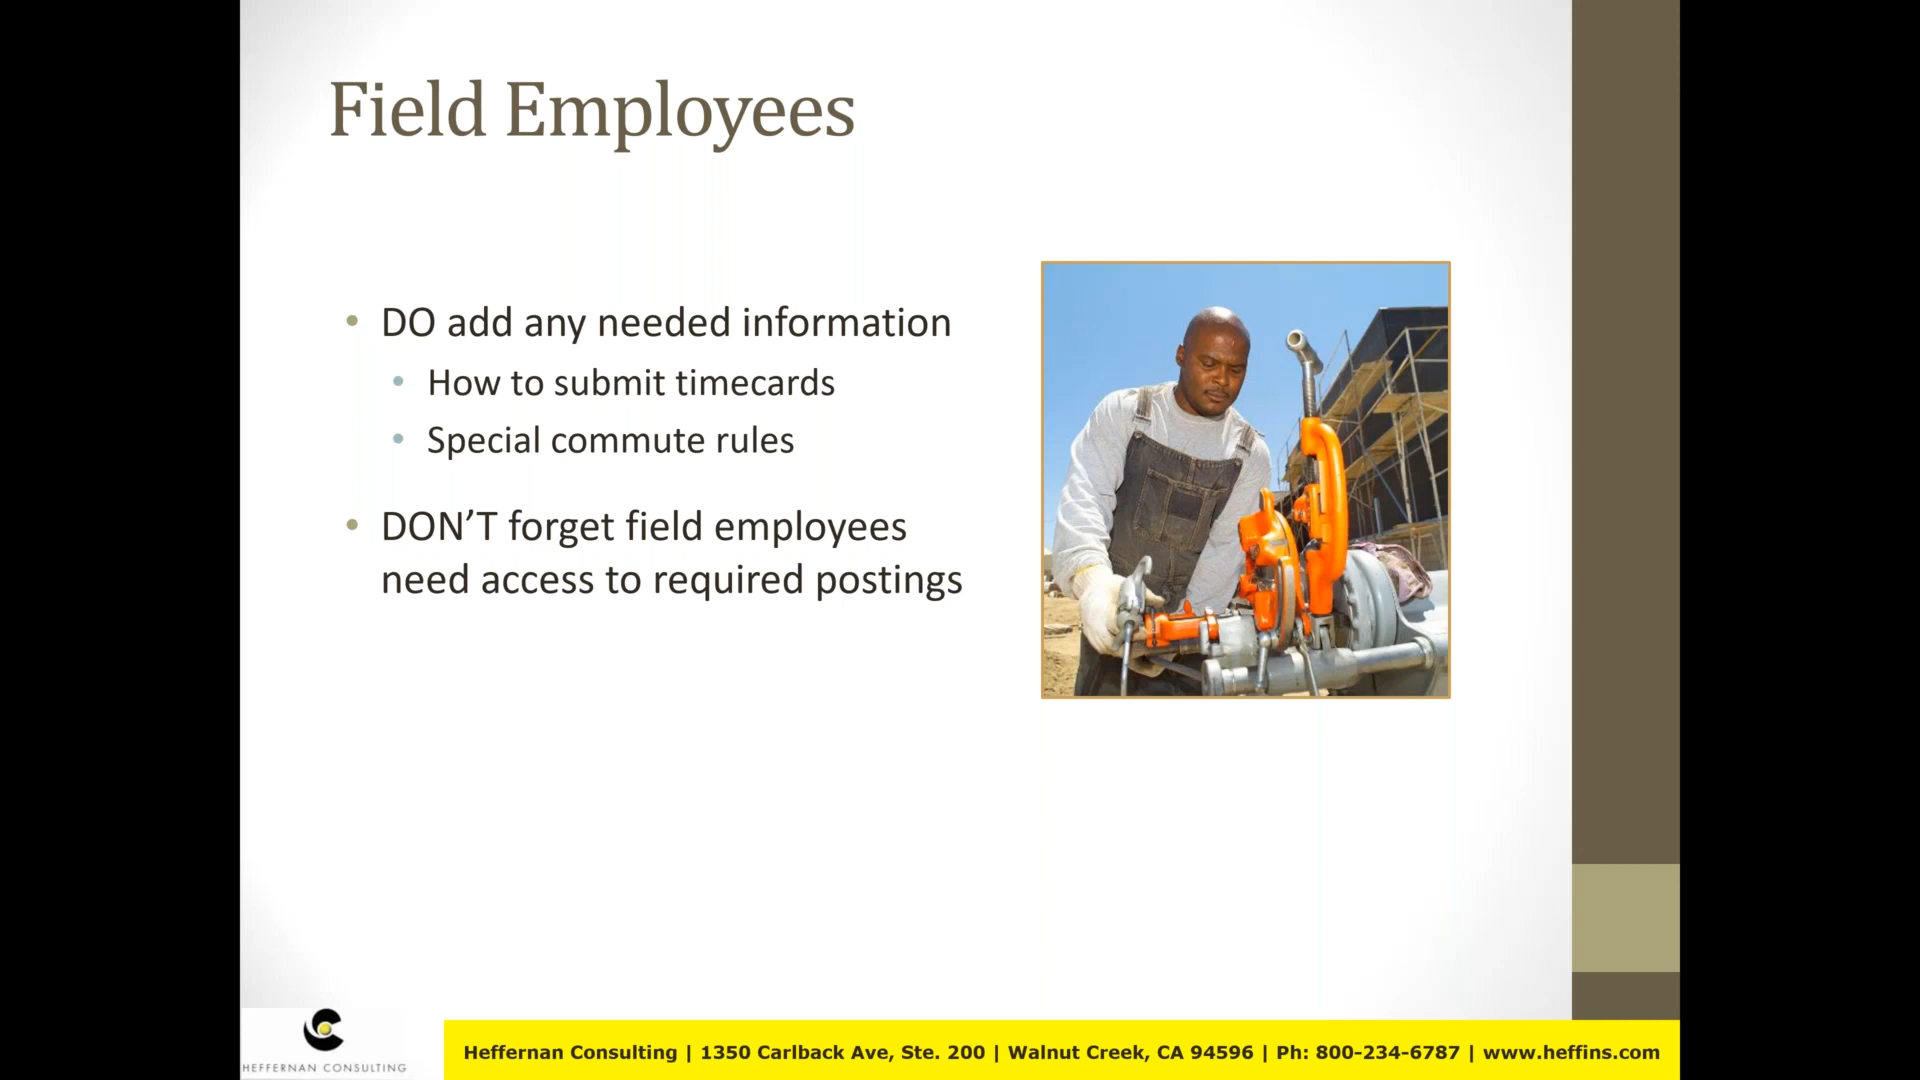 Field Employees
• DO add any needed information
• How to submit timecards
• Special commute rules
• DON’T forget field employees
need access to required postings
HEFFERNAN CONSULTING
Heffernan Consulting | 1350 Carlback Ave, Ste. 200 | Walnut Creek, CA 94596 | Ph: 800-234-6787 | www.heffins.com